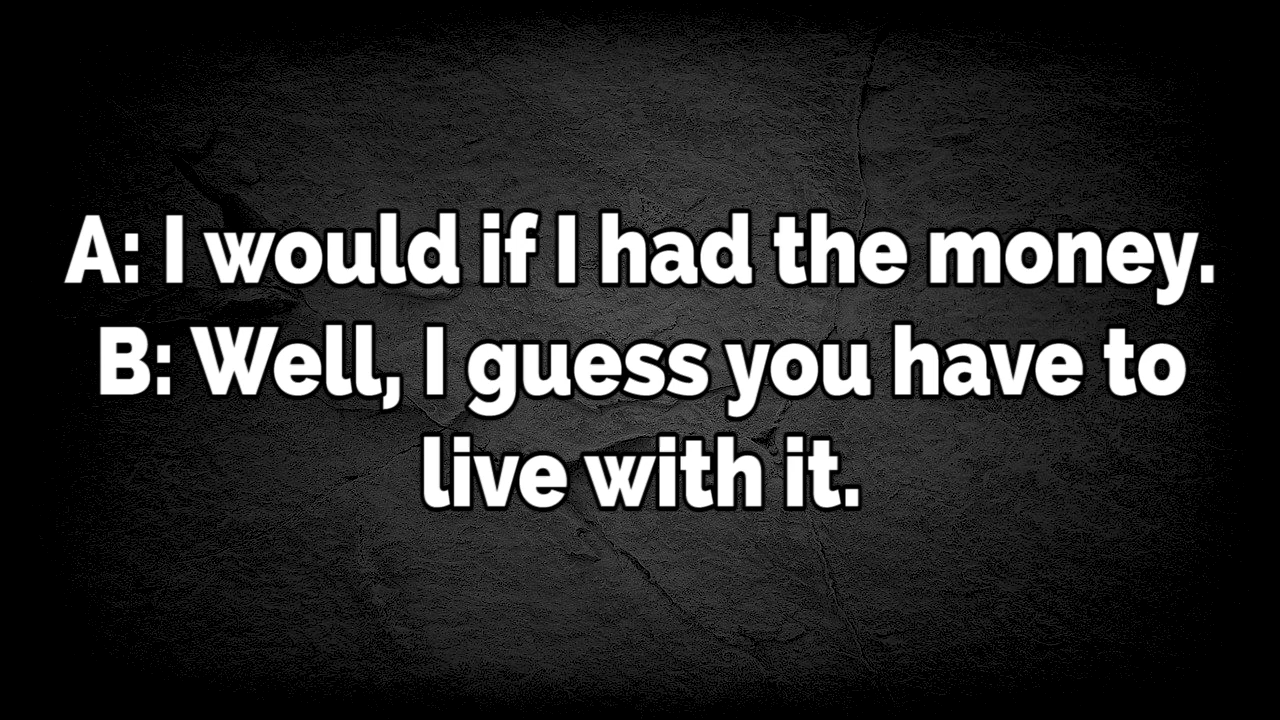 A: I would if I had the money.
B: Well, I guess you have to
live with it.